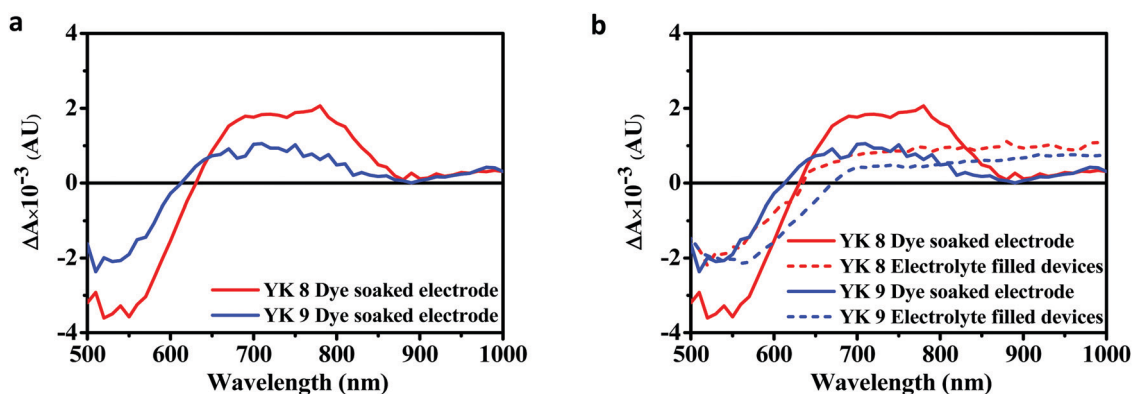 a
4
2
0
-2
-4
ΔA×10⁻³ (AU)
YK 8 Dye soaked electrode
YK 9 Dye soaked electrode
500 600 700 800 900 1000
Wavelength (nm)
b
4
2
0
-2
-4
ΔA×10⁻³ (AU)
YK 8 Dye soaked electrode
YK 8 Electrolyte filled devices
YK 9 Dye soaked electrode
YK 9 Electrolyte filled devices
500 600 700 800 900 1000
Wavelength (nm)